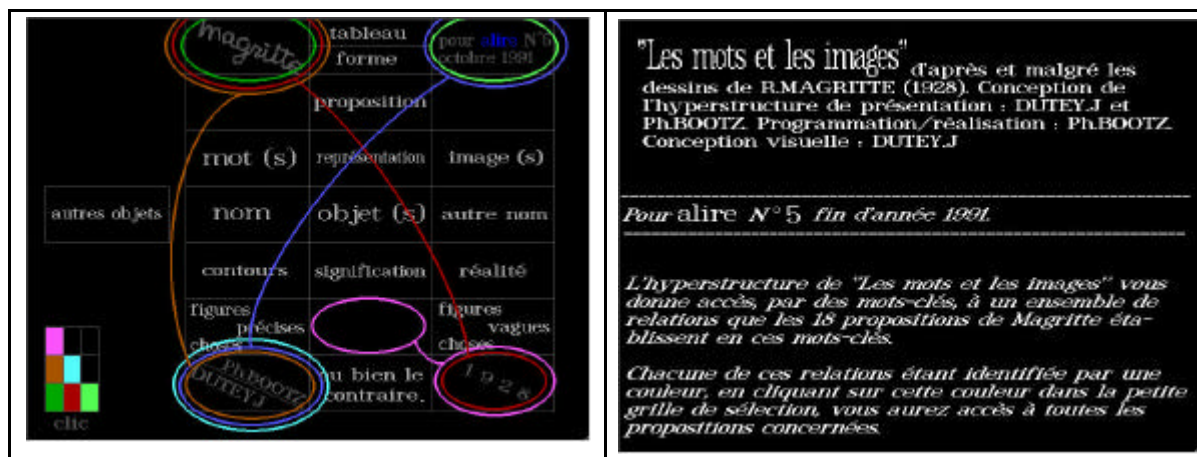 magritte
tableau
forme
pour alire N°5
octobre 1991
proposition
mot (s)
représentation
image (s)
autres objets
nom
objet (s)
autre nom
contours
signification
réalité
figures
précises
choses
figures
vagues
choses
Ph.BOOTZ
DUTEY.J
u bien le
contraire.
1928
clic
"Les mots et les images" d'après et malgré les
dessins de R.MAGRITTE (1928). Conception de
l'hyperstructure de présentation : DUTEY.J et
Ph.BOOTZ. Programmation/réalisation : Ph.BOOTZ.
Conception visuelle : DUTEY.J
Pour alire N°5 fin d'année 1991.
L'hyperstructure de "Les mots et les images" vous
donne accès, par des mots-clés, à un ensemble de
relations que les 18 propositions de Magritte éta-
blissent en ces mots-clés.
Chacune de ces relations étant identifiée par une
couleur, en cliquant sur cette couleur dans la petite
grille de sélection, vous aurez accès à toutes les
propositions concernées.